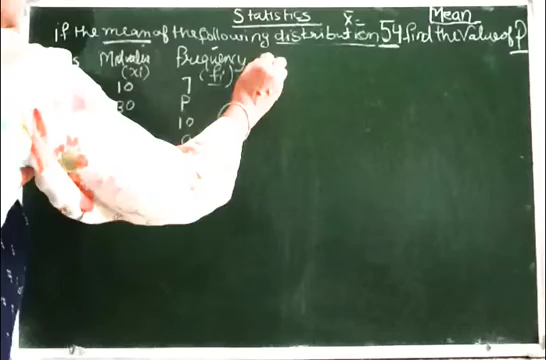 Statistics
Mean
x̄ =
if the mean of the following distribution 54 find the value of P
Midvalue Frequency
(xi) (fi)
10 7
30 P
10